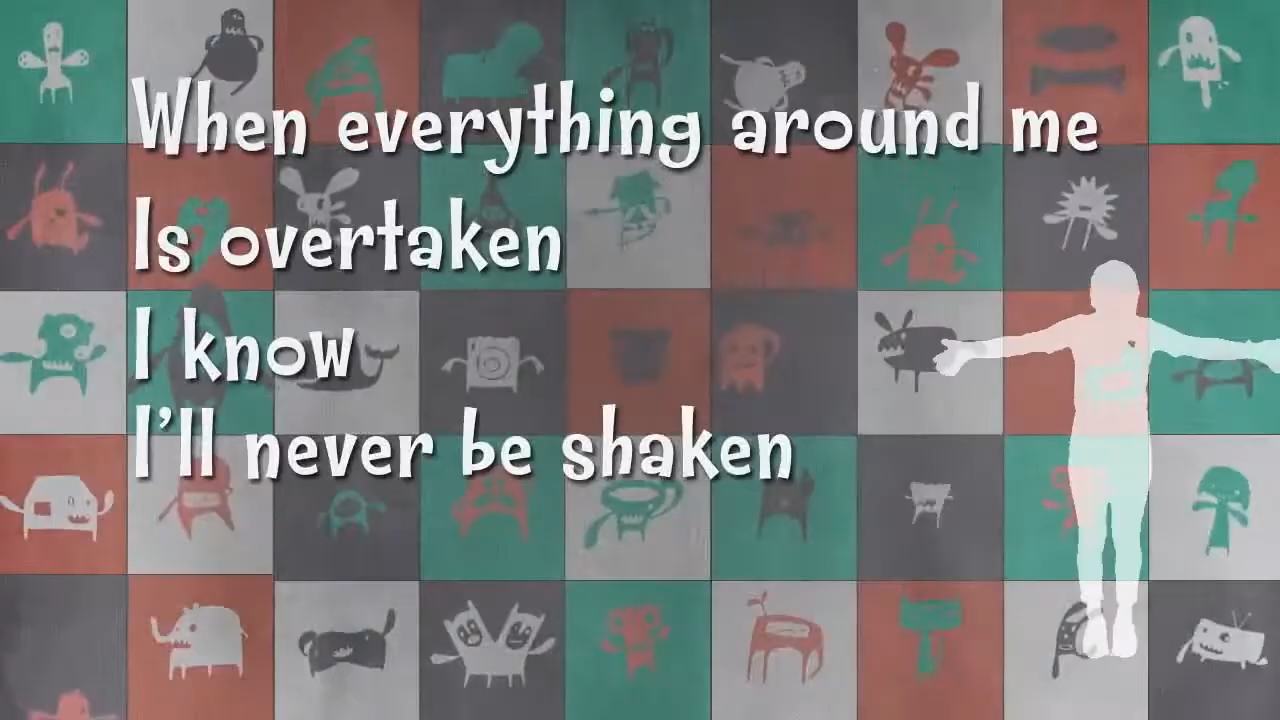 When everything around me
Is overtaken
I know
I'll never be shaken